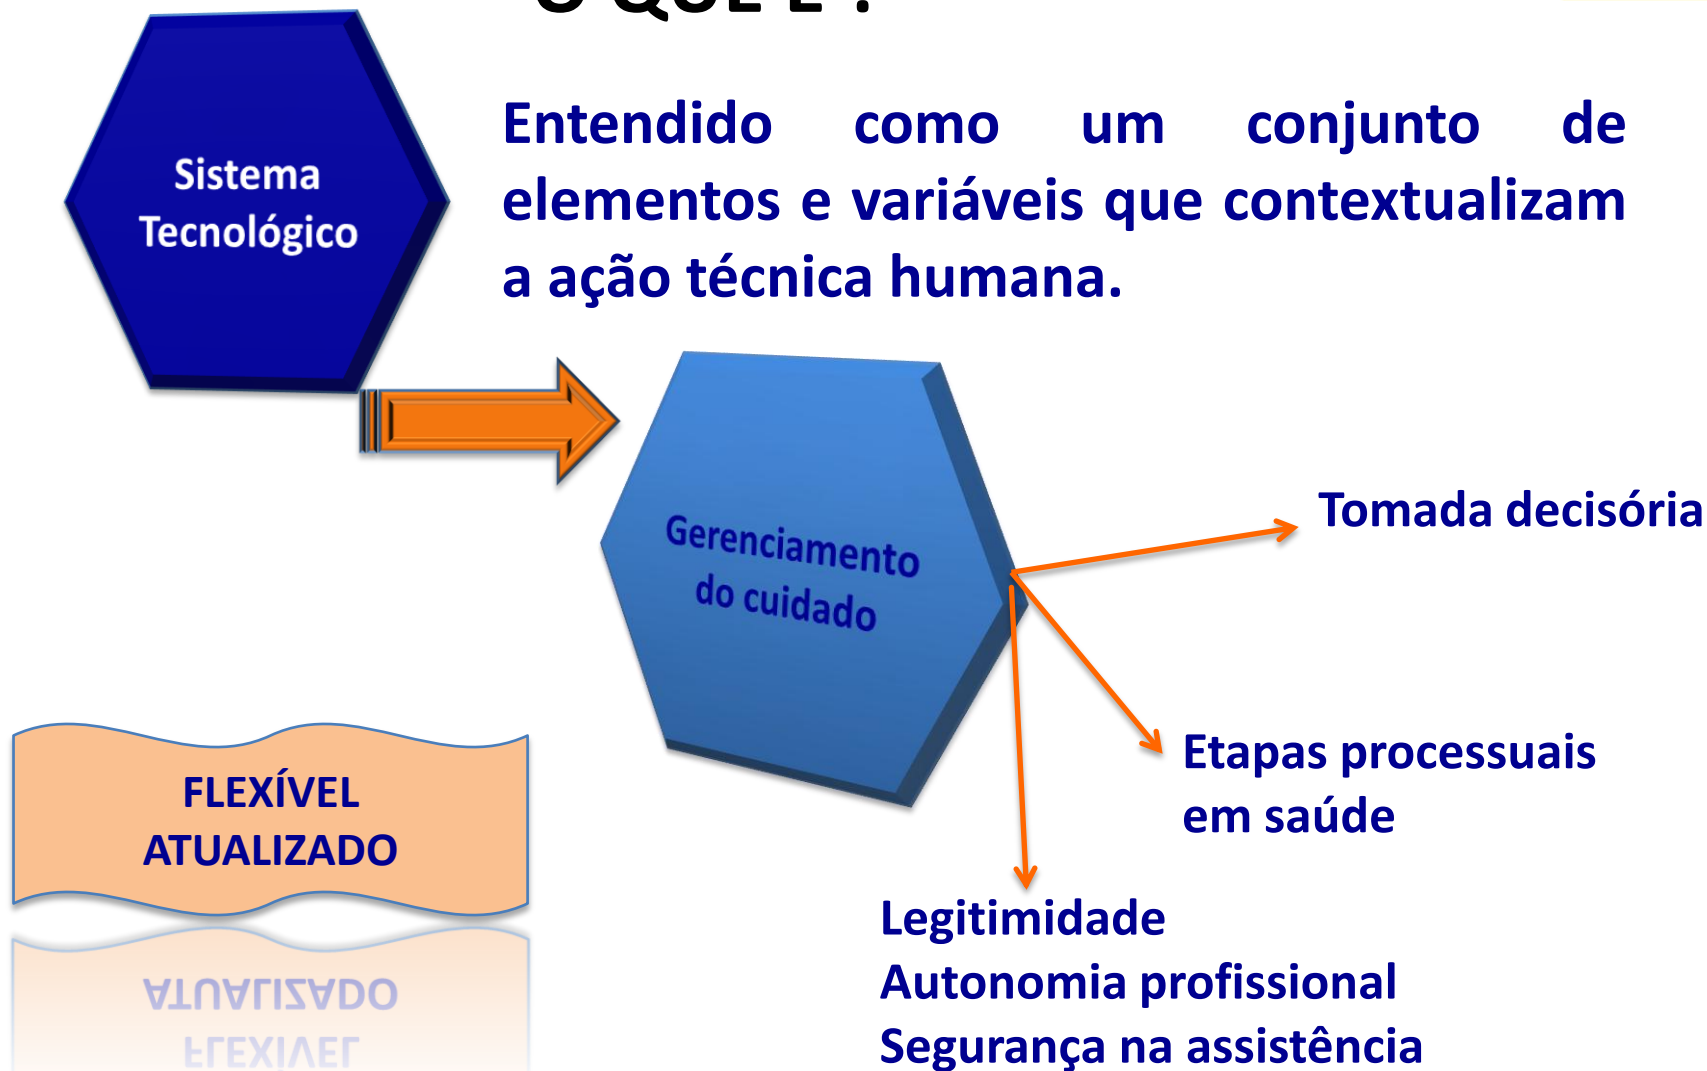 O QUE É ?
Sistema
Tecnológico
Entendido como um conjunto de
elementos e variáveis que contextualizam
a ação técnica humana.
Gerenciamento
do cuidado
Tomada decisória
Etapas processuais
em saúde
FLEXÍVEL
ATUALIZADO
Legitimidade
Autonomia profissional
Segurança na assistência